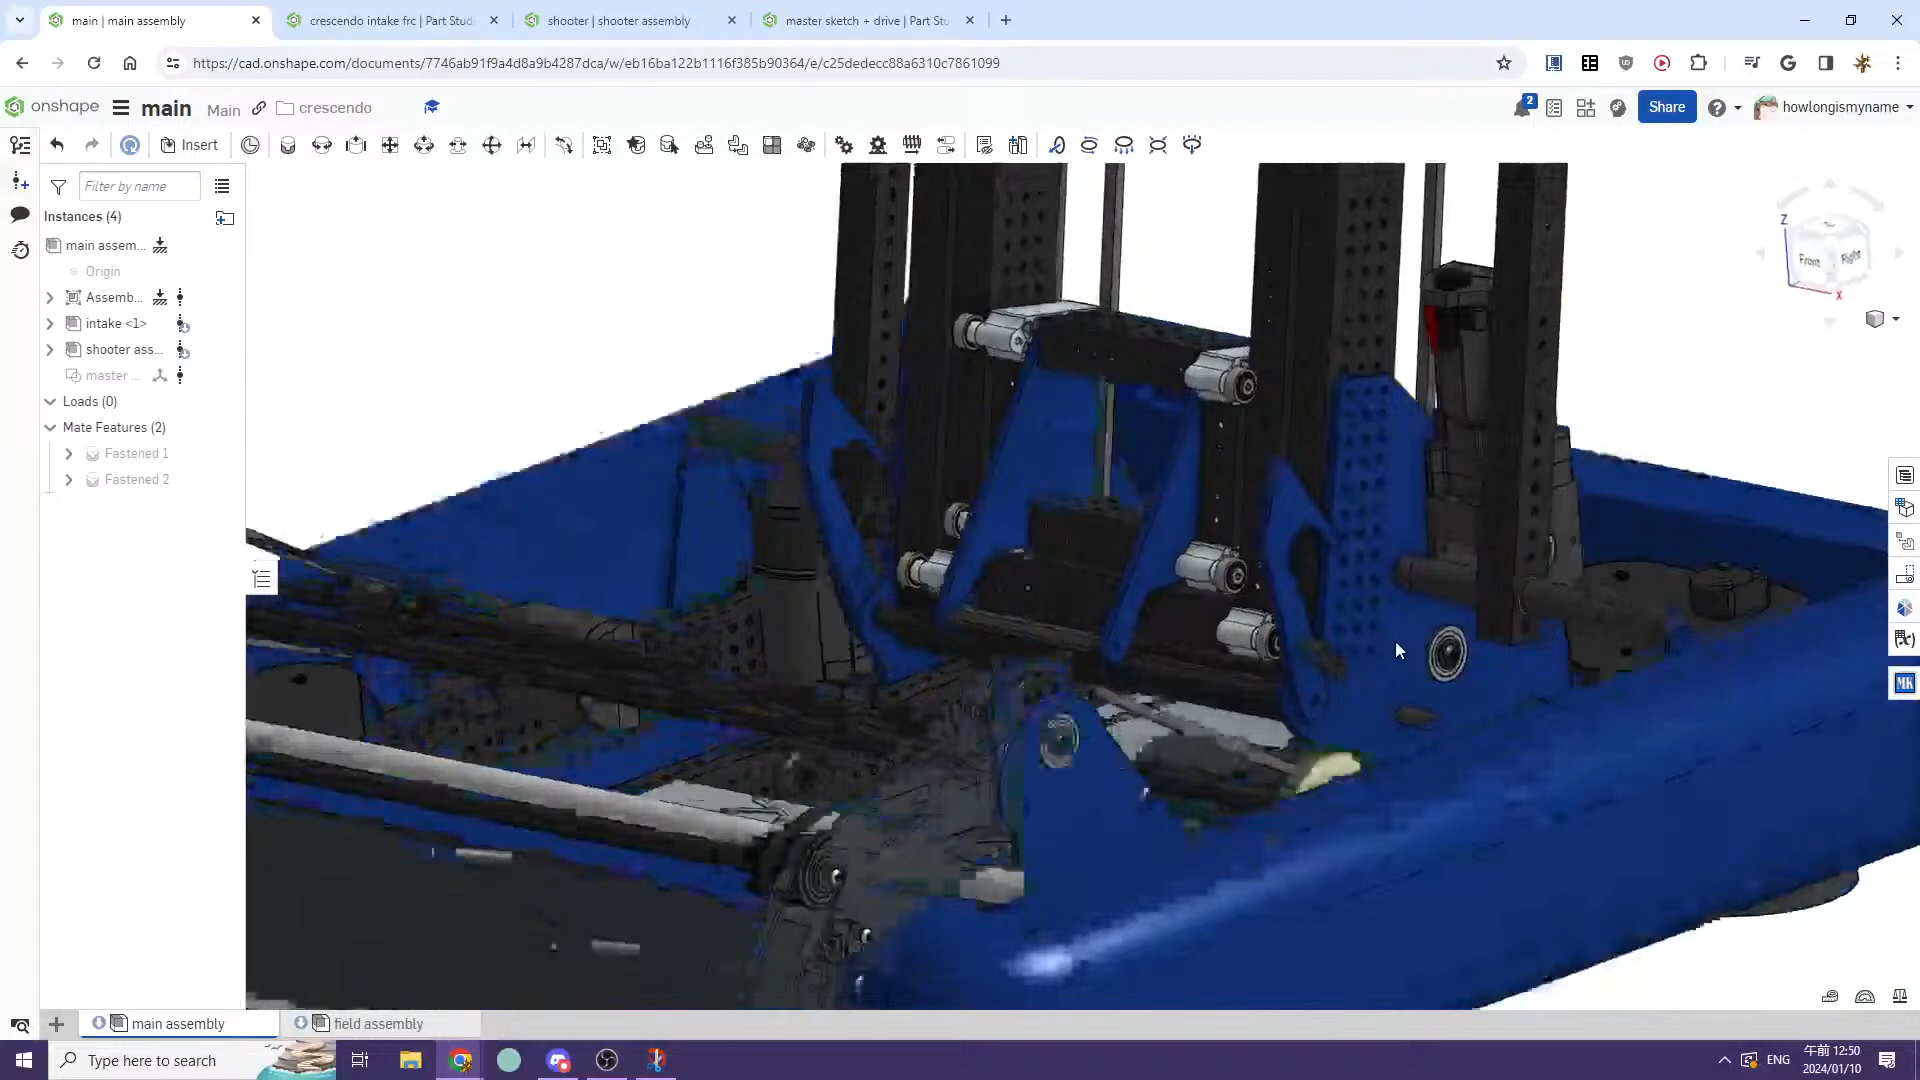 main | main assembly
crescendo intake frc | Part Stud
shooter | shooter assembly
master sketch + drive | Part Stu
https://cad.onshape.com/documents/7746ab91f9a4d8a9b4287dca/w/eb16ba122b1116f385b90364/e/c25dedecc88a6310c7861099
onshape
main
Main
crescendo
2
Share
howlongismyname
Insert
Filter by name
Instances (4)
main assem...
Origin
Assemb...
intake <1>
shooter ass...
master ...
Loads (0)
Mate Features (2)
Fastened 1
Fastened 2
Z
Front
Right
X
MK
main assembly
field assembly
Type here to search
ENG
午前 12:50
2024/01/10